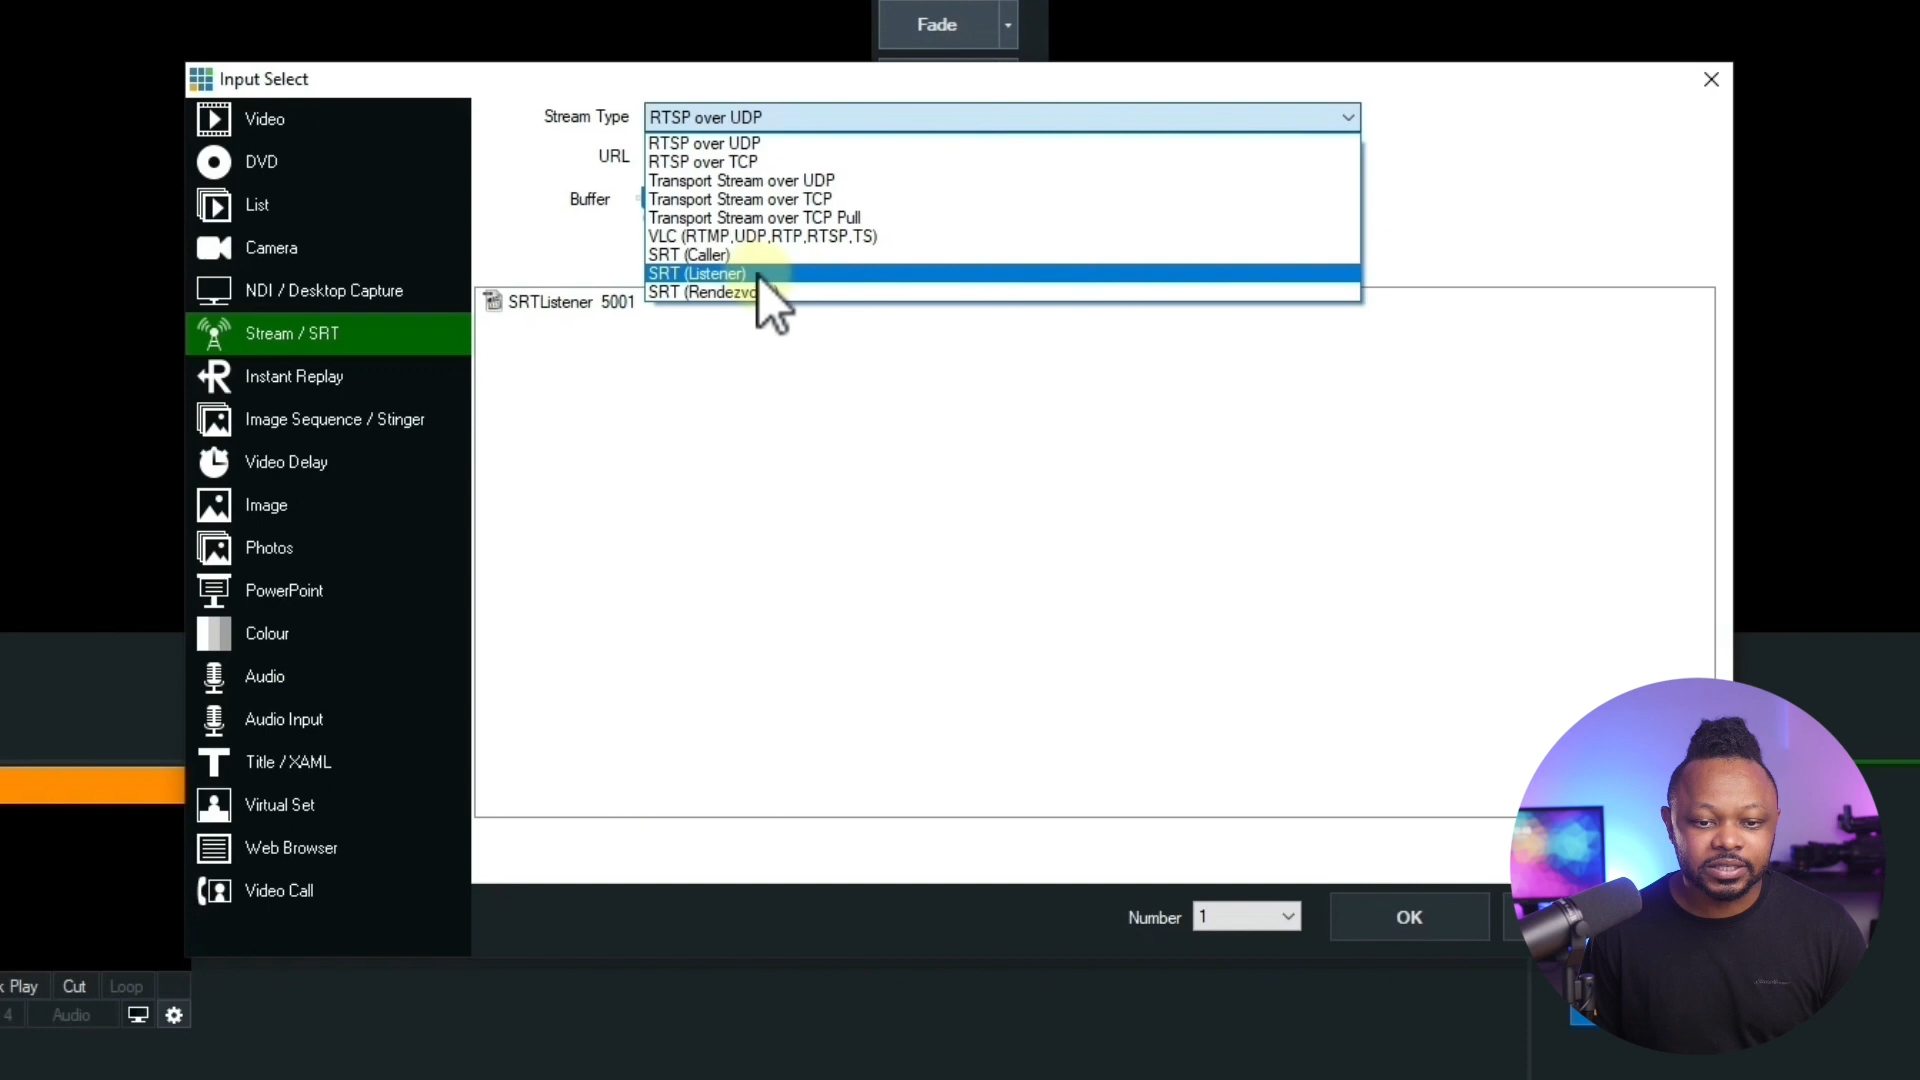 Fade
Input Select
Video
DVD
List
Camera
NDI / Desktop Capture
Stream / SRT
Instant Replay
Image Sequence / Stinger
Video Delay
Image
Photos
PowerPoint
Colour
Audio
Audio Input
Title / XAML
Virtual Set
Web Browser
Video Call
Stream Type
RTSP over UDP
URL
Buffer
RTSP over UDP
RTSP over TCP
Transport Stream over UDP
Transport Stream over TCP
Transport Stream over TCP Pull
VLC (RTMP,UDP,RTP,RTSP,TS)
SRT (Caller)
SRT (Listener)
SRT (Rendezvo
SRTListener 5001
Number 1
OK
k Play Cut Loop
4 Audio